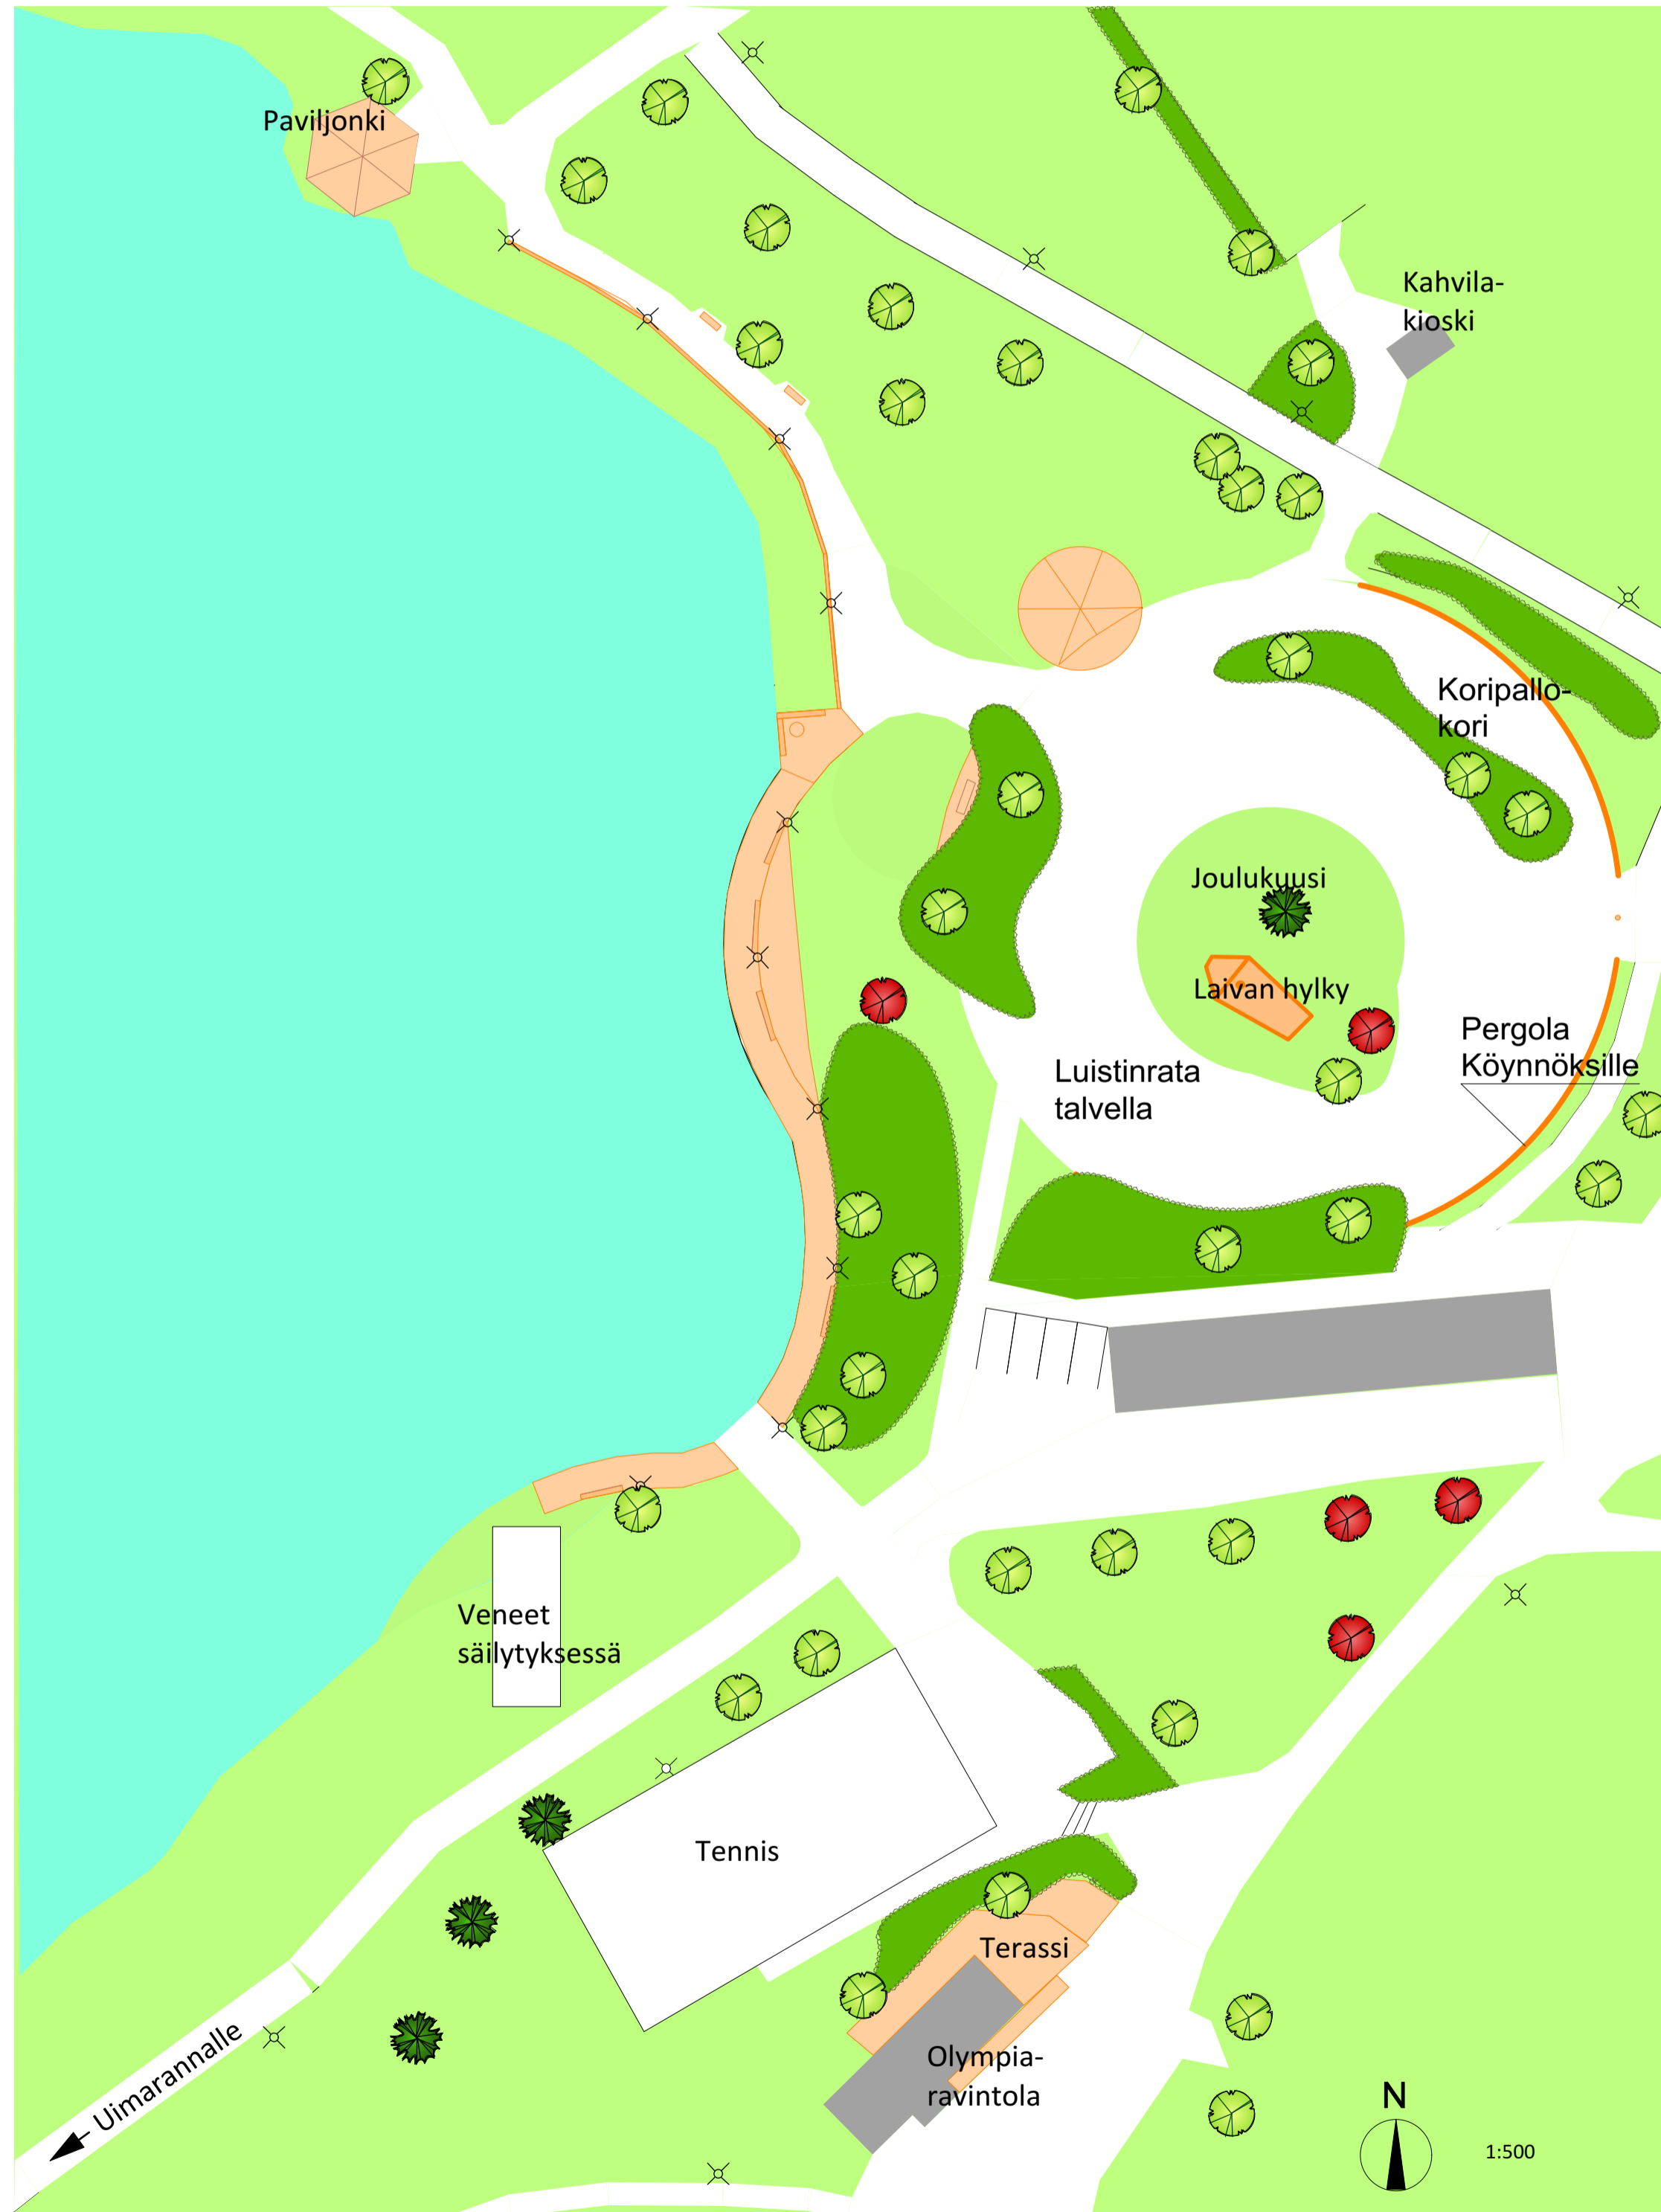 Paviljonki
Kahvila-
kioski
Koripallo-
kori
Joulukuusi
Laivan hylky
Pergola
Köynnöksille
Luistinrata
talvella
Veneet
säilytyksessä
Tennis
Terassi
Olympia-
ravintola
Uimarannalle
N
1:500